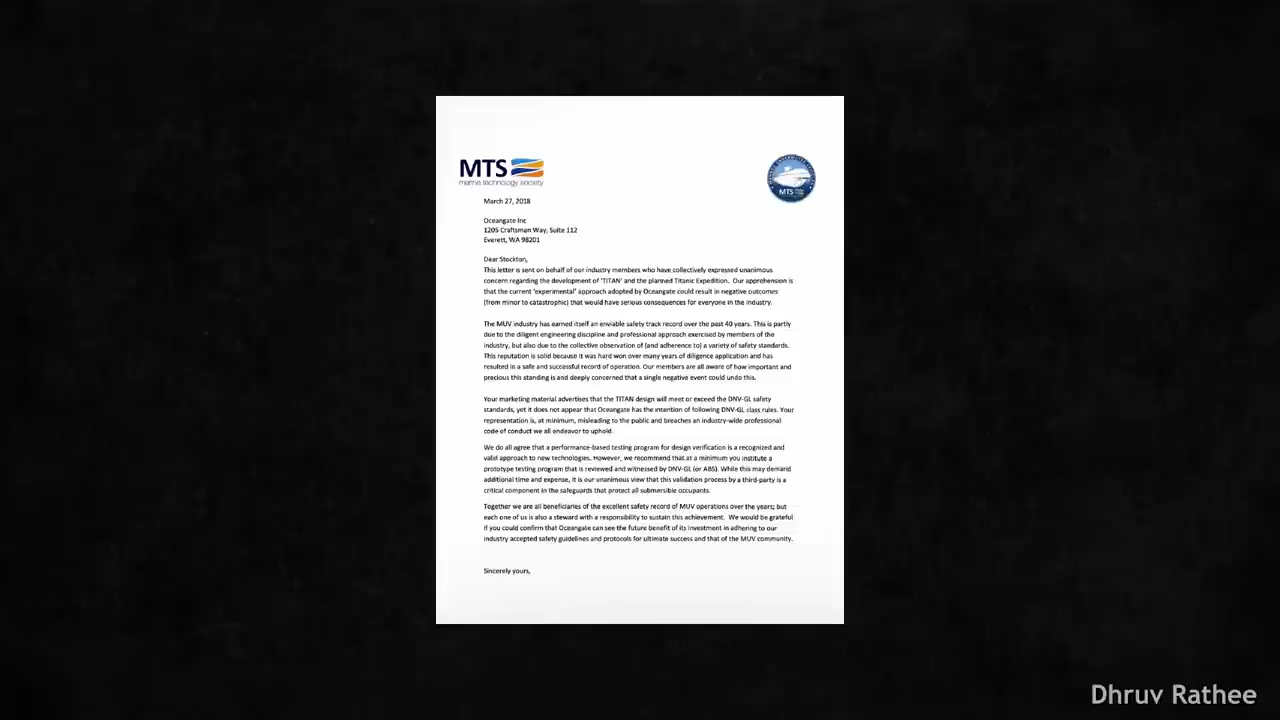 MTS
marine technology society
MTS
March 27, 2018
Oceangate Inc
1205 Craftsman Way, Suite 112
Everett, WA 98201
Dear Stockton,
This letter is sent on behalf of our industry members who have collectively expressed unanimous
concern regarding the development of 'TITAN' and the planned Titanic Expedition. Our apprehension is
that the current 'experimental' approach adopted by Oceangate could result in negative outcomes
(from minor to catastrophic) that would have serious consequences for everyone in the industry.
The MUV industry has earned itself an enviable safety track record over the past 40 years. This is partly
due to the diligent engineering discipline and professional approach exercised by members of the
industry, but also due to the collective observation of (and adherence to) a variety of safety standards.
This reputation is solid because it was hard won over many years of diligence application and has
resulted in a safe and successful record of operation. Our members are all aware of how important and
precious this standing is and deeply concerned that a single negative event could undo this.
Your marketing material advertises that the TITAN design will meet or exceed the DNV-GL safety
standards, yet it does not appear that Oceangate has the intention of following DNV-GL class rules. Your
representation is, at minimum, misleading to the public and breaches an industry-wide professional
code of conduct we all endeavor to uphold.
We do all agree that a performance-based testing program for design verification is a recognized and
valid approach to new technologies. However, we recommend that at a minimum you institute a
prototype testing program that is reviewed and witnessed by DNV-GL (or ABS). While this may demand
additional time and expense, it is our unanimous view that this validation process by a third-party is a
critical component in the safeguards that protect all submersible occupants.
Together we are all beneficiaries of the excellent safety record of MUV operations over the years; but
each one of us is also a steward with a responsibility to sustain this achievement. We would be grateful
if you could confirm that Oceangate can see the future benefit of its investment in adhering to our
industry accepted safety guidelines and protocols for ultimate success and that of the MUV community.
Sincerely yours,
Dhruv Rathee